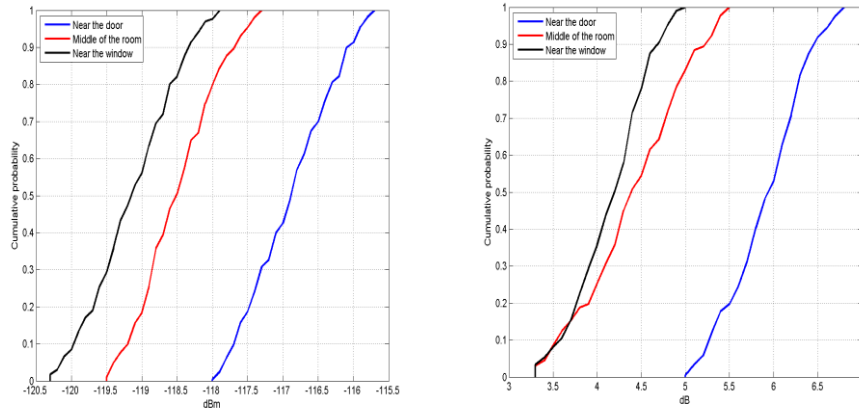 Near the door
Middle of the room
Near the window
Cumulative probability
1
0.9
0.8
0.7
0.6
0.5
0.4
0.3
0.2
0.1
0
-120.5 -120 -119.5 -119 -118.5 -118 -117.5 -117 -116.5 -116 -115.5
dBm
Near the door
Middle of the room
Near the window
Cumulative probability
1
0.9
0.8
0.7
0.6
0.5
0.4
0.3
0.2
0.1
0
3 3.5 4 4.5 5 5.5 6 6.5
dB